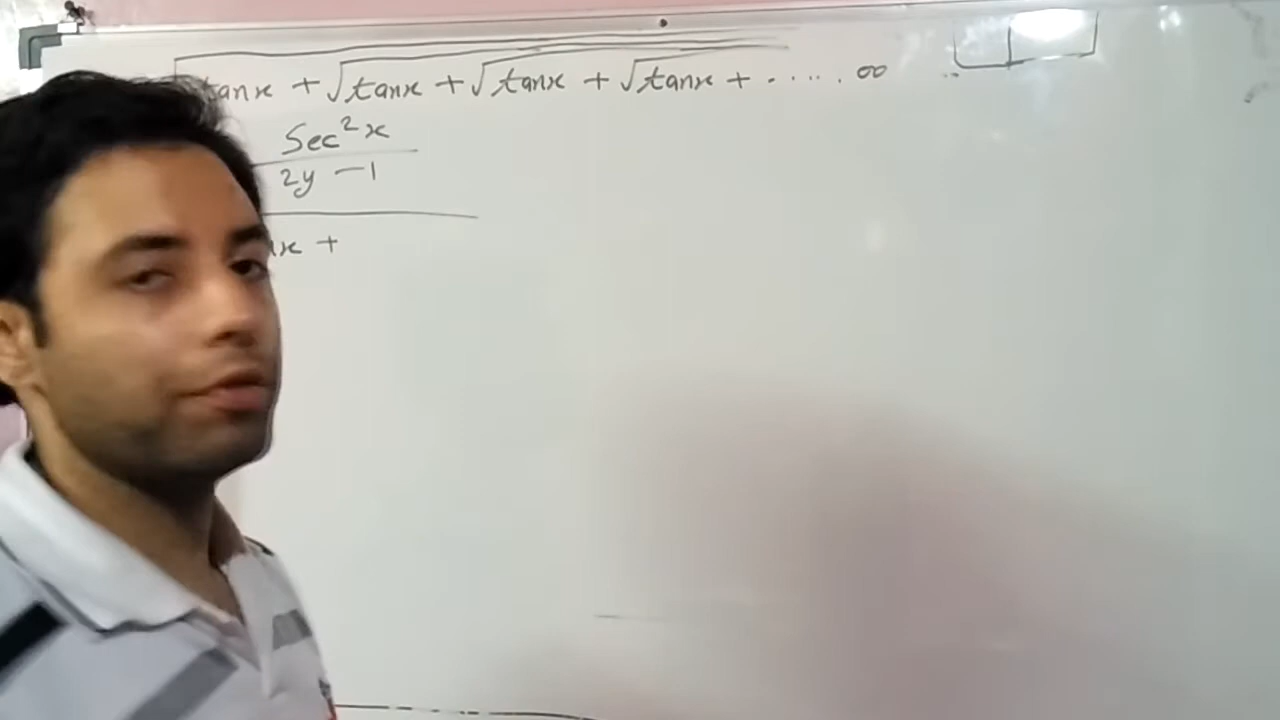 tanx + √tanx + √tanx + √tanx + ..... ∞
Sec²x
2y - 1
x +